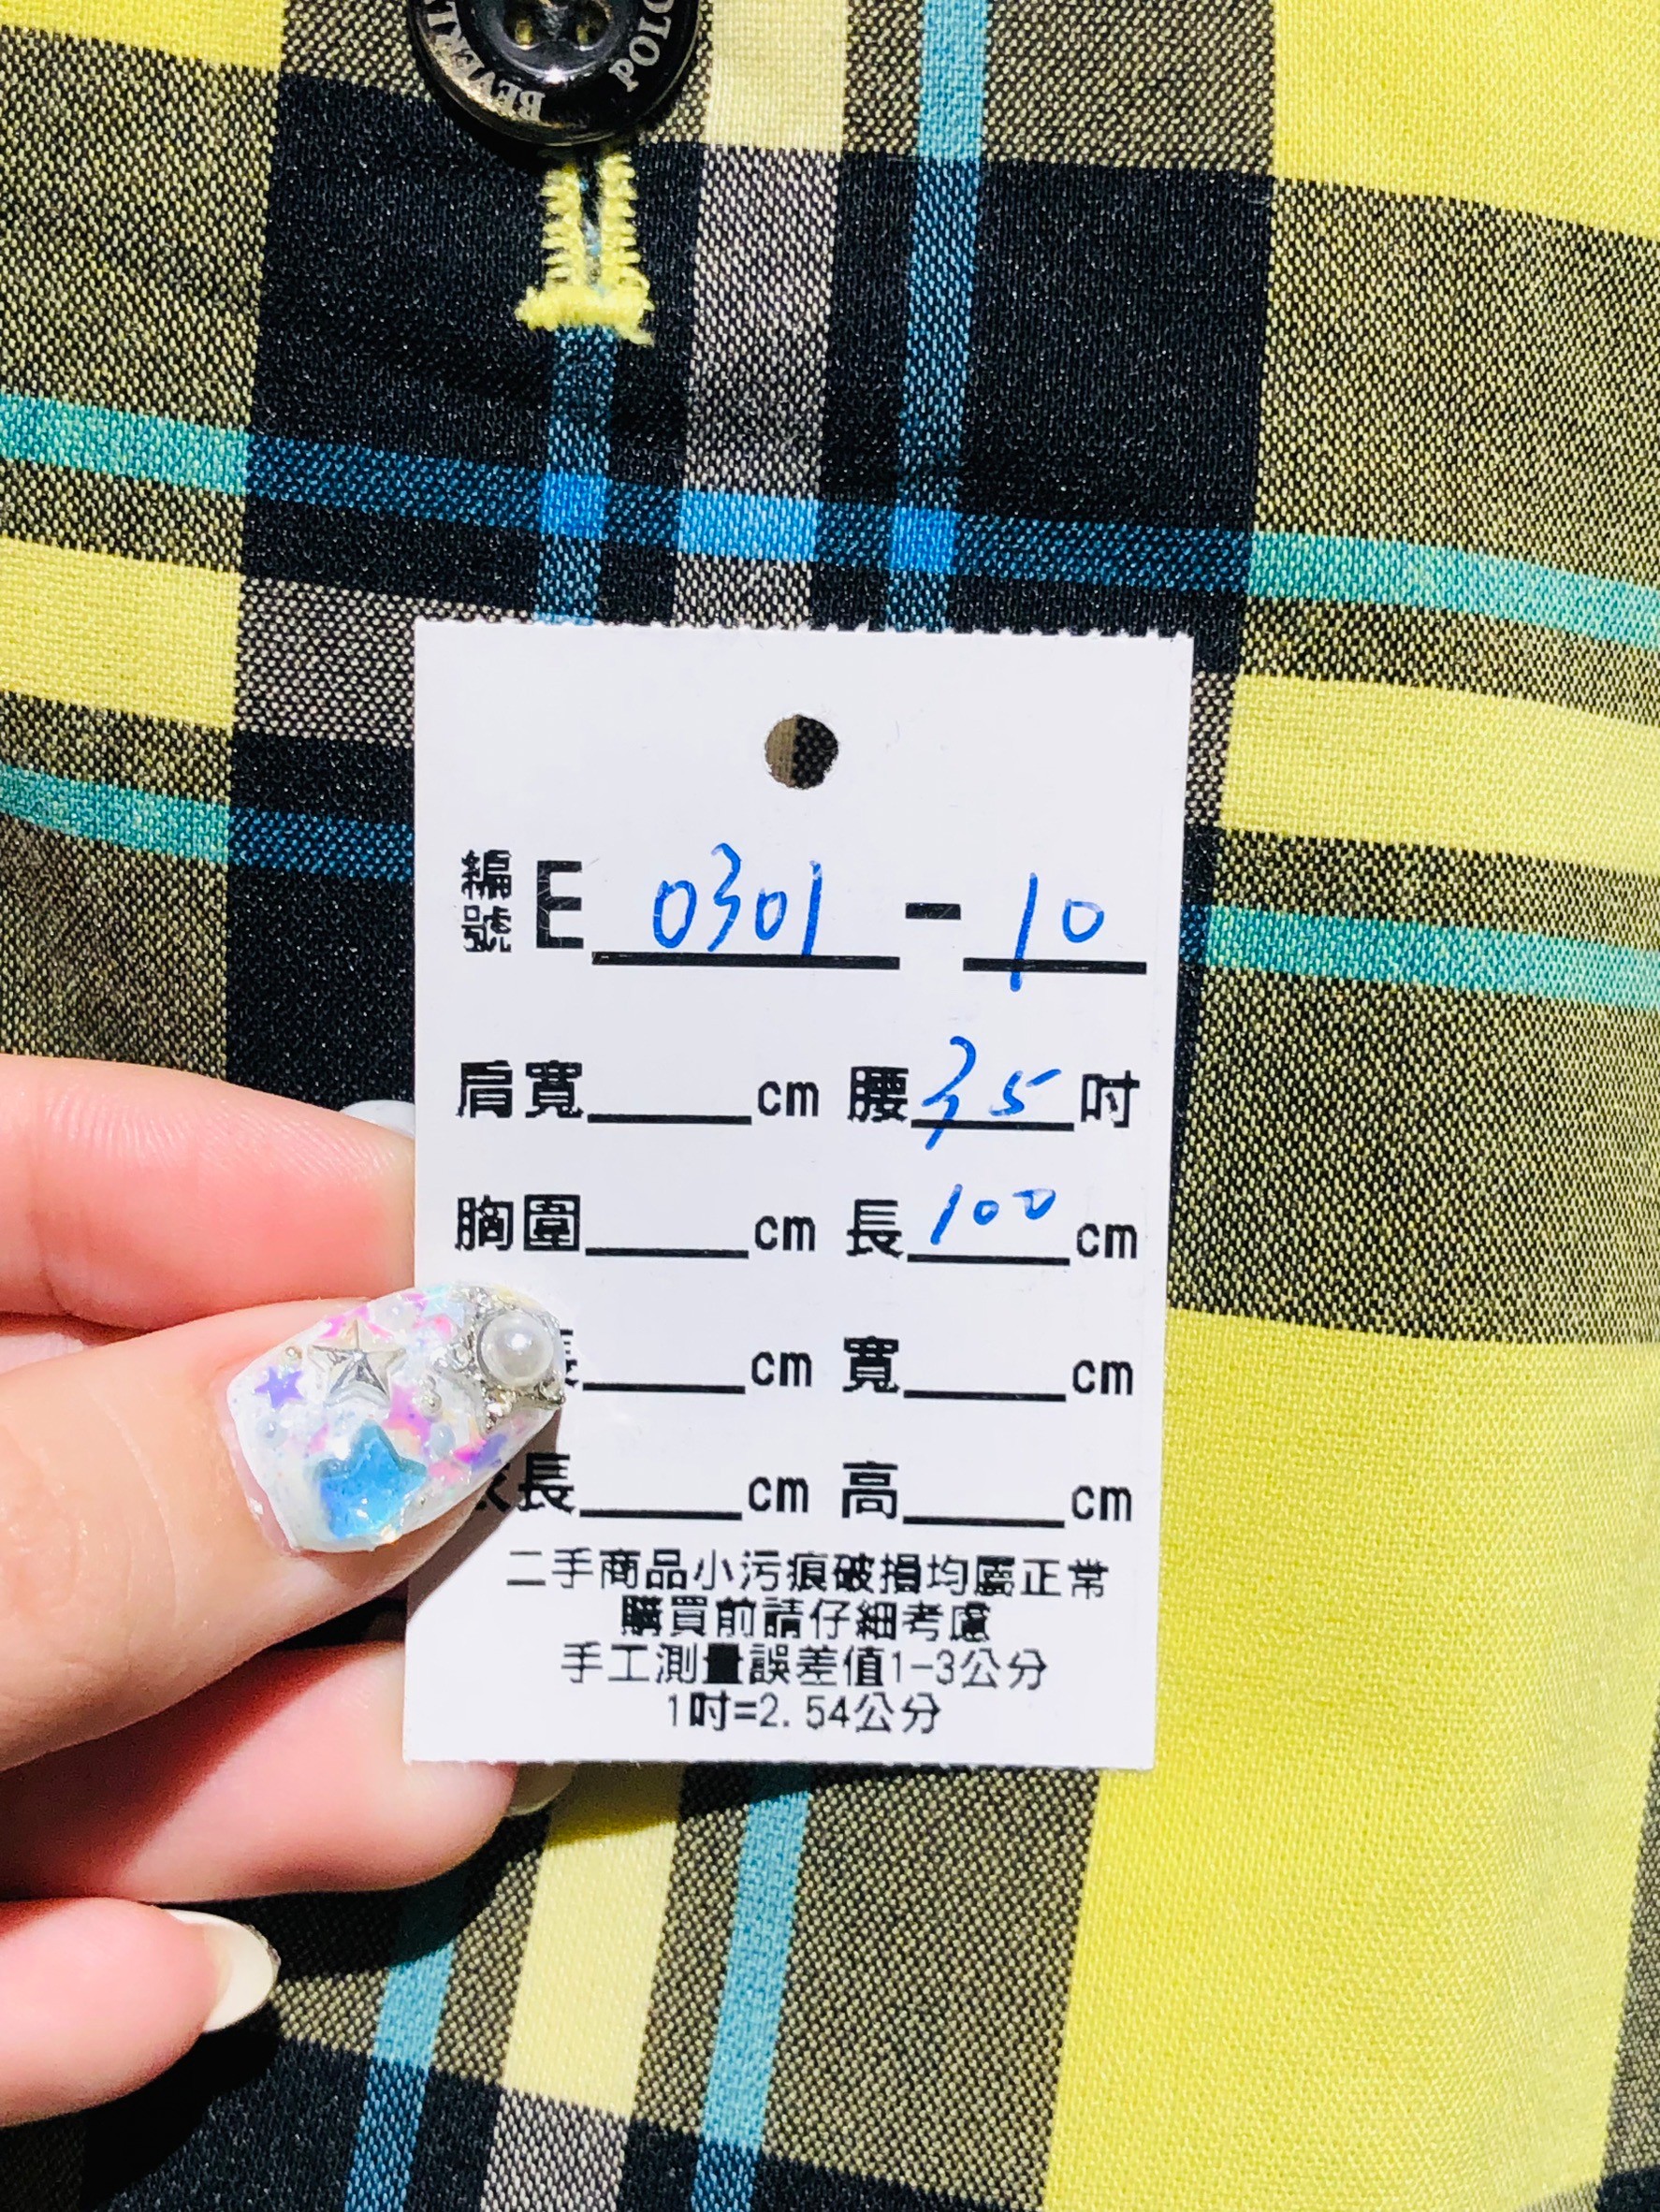 POLO
BEVERL
編號E 0301 - 10
肩寬 cm 腰 35 吋
胸圍 cm 長 100 cm
cm 寬 cm
長 cm 高 cm
二手商品小污痕破損均屬正常
購買前請仔細考慮
手工測量誤差值1-3公分
1吋=2.54公分